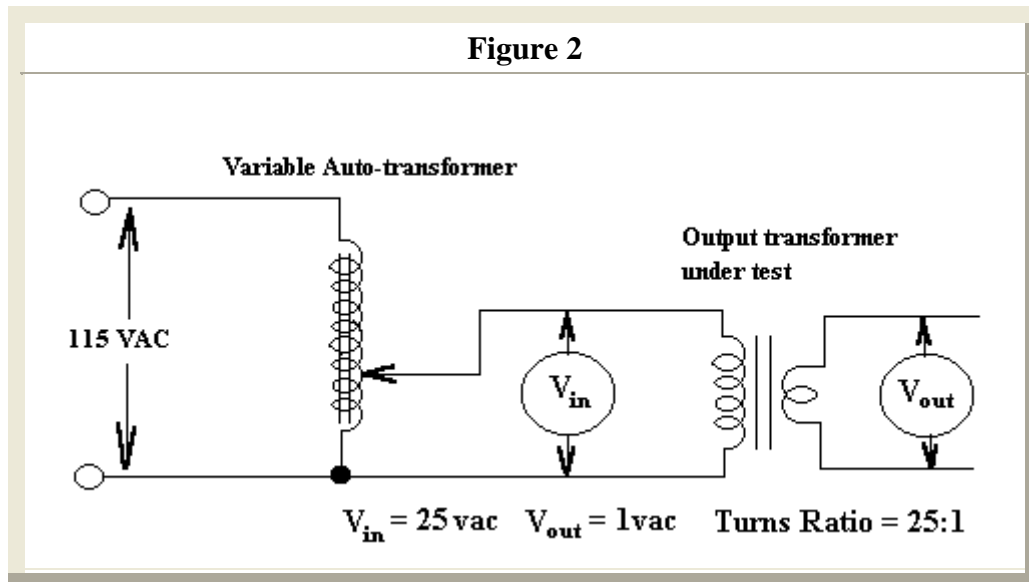 Figure 2
Variable Auto-transformer
Output transformer
under test
115 VAC
Vin
Vout
Vin = 25 vac Vout = 1vac Turns Ratio = 25:1